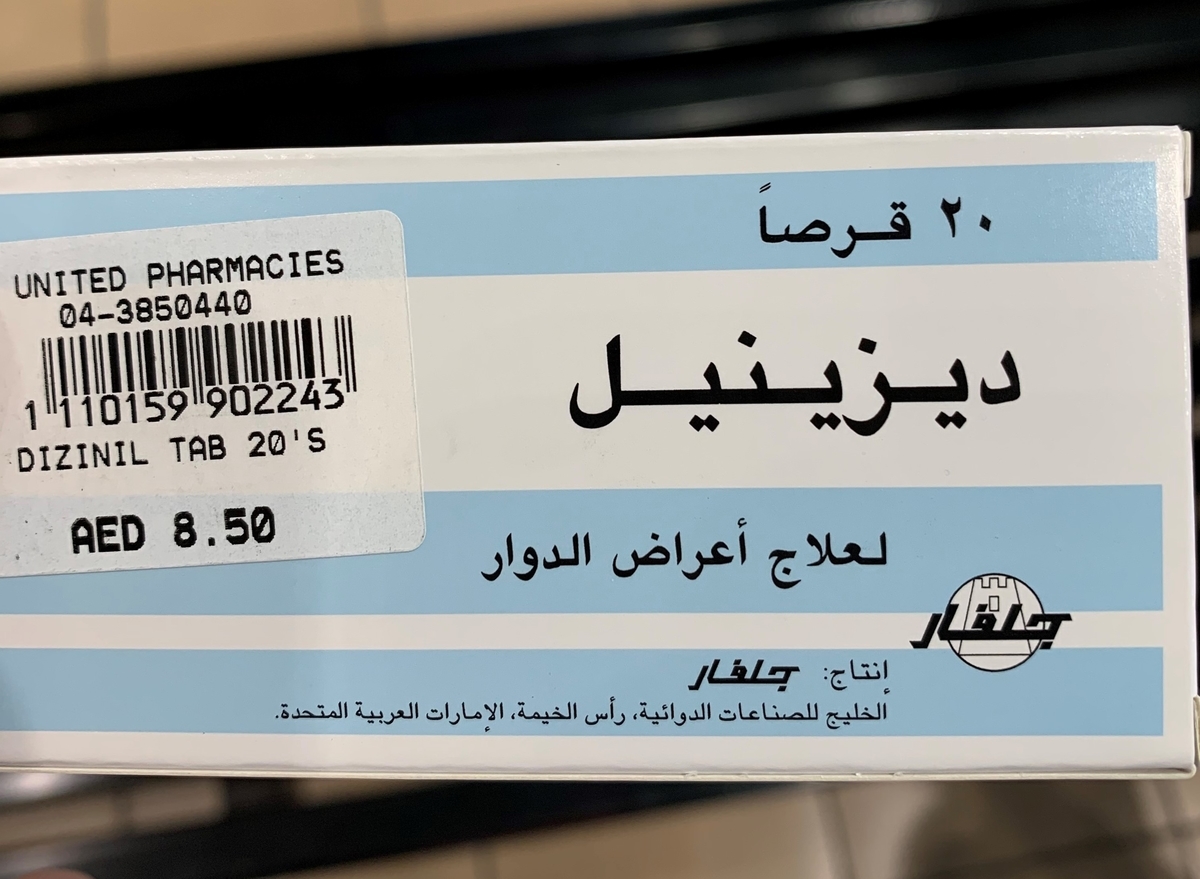 ٢٠ قرصاً
ديزينيل
لعلاج أعراض الدوار
جلفار
إنتاج: جلفار
الخليج للصناعات الدوائية، رأس الخيمة، الإمارات العربية المتحدة.
UNITED PHARMACIES
04-3850440
1 110159 902243
DIZINIL TAB 20'S
AED 8.50